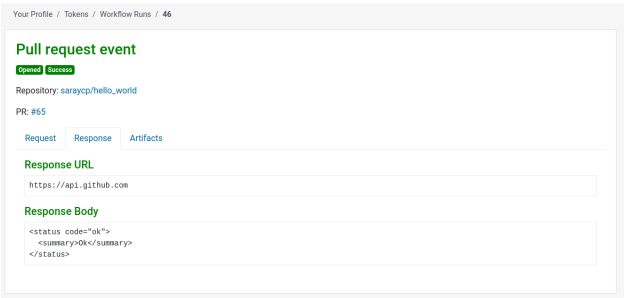 Your Profile / Tokens / Workflow Runs / 46
Pull request event
Opened Success
Repository: saraycp/hello_world
PR: #65
Request Response Artifacts
Response URL
https://api.github.com
Response Body
<status code="ok">
  <summary>Ok</summary>
</status>